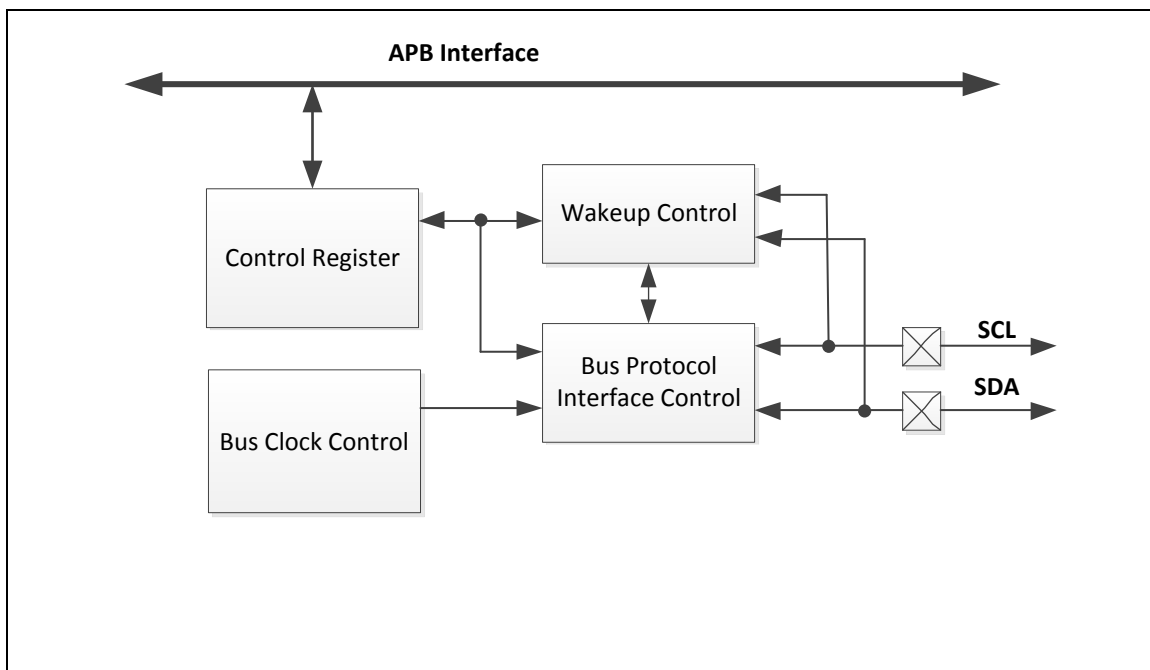 APB Interface
Wakeup Control
Control Register
SCL
Bus Protocol
Interface Control
SDA
Bus Clock Control